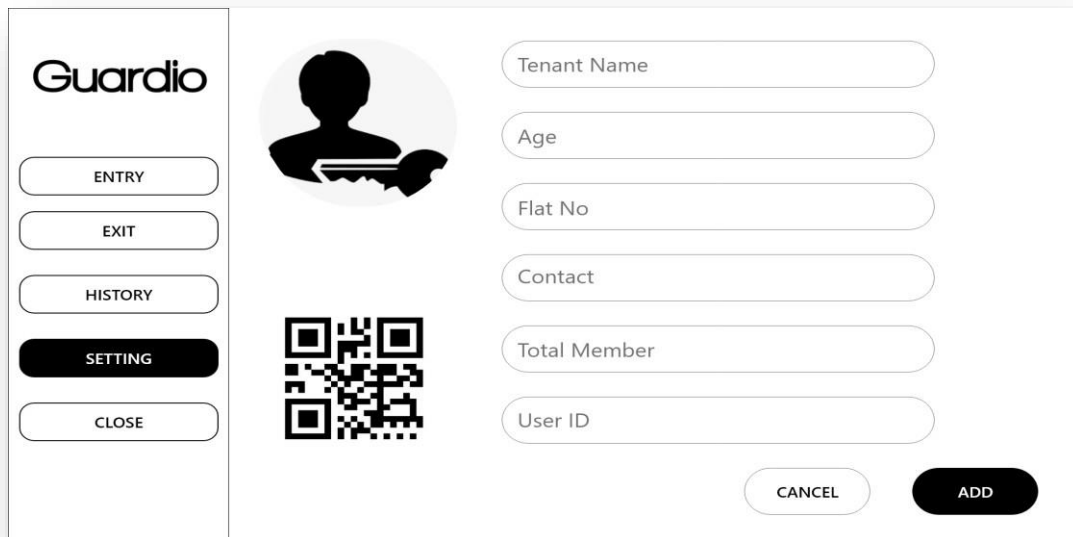 Guardio
ENTRY
EXIT
HISTORY
SETTING
CLOSE
Tenant Name
Age
Flat No
Contact
Total Member
User ID
CANCEL
ADD